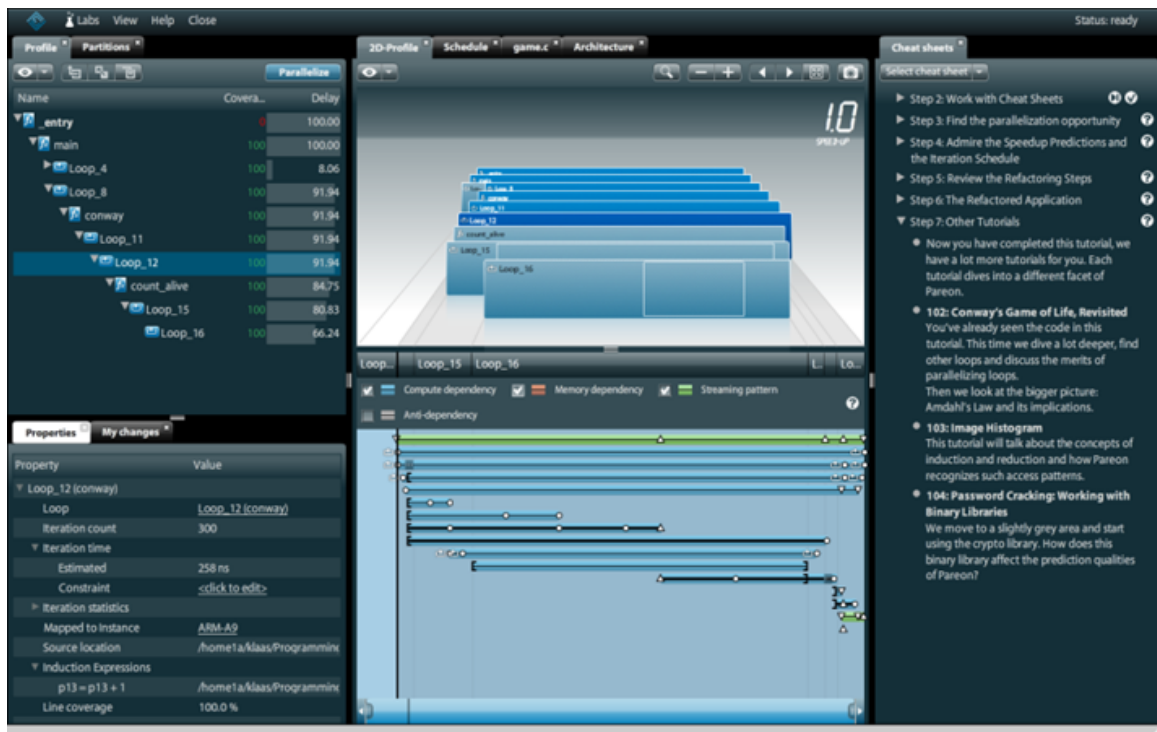 Labs View Help Close
Status: ready
Profile Partitions
Parallelize
Name Covera... Delay
_entry 0 100.00
main 100 100.00
Loop_4 100 8.06
Loop_8 100 91.94
conway 100 91.94
Loop_11 100 91.94
Loop_12 100 91.94
count_alive 100 84.75
Loop_15 100 80.83
Loop_16 100 66.24
Properties My changes
Property Value
Loop_12 (conway)
Loop Loop_12 (conway)
Iteration count 300
Iteration time
Estimated 258 ns
Constraint <click to edit>
Iteration statistics
Mapped to Instance ARM-A9
Source location /home1a/klaas/Programmin
Induction Expressions
p13 = p13 + 1 /home1a/klaas/Programmin
Line coverage 100.0 %
2D-Profile Schedule game.c Architecture
1.0
SPEED-UP
conway
Loop_11
Loop_12
count_alive
Loop_15
Loop_16
Loop... Loop_15 Loop_16 L.. Lo...
Compute dependency Memory dependency Streaming pattern
Anti-dependency
Cheat sheets
Select cheat sheet
Step 2: Work with Cheat Sheets
Step 3: Find the parallelization opportunity
Step 4: Admire the Speedup Predictions and
the Iteration Schedule
Step 5: Review the Refactoring Steps
Step 6: The Refactored Application
Step 7: Other Tutorials
Now you have completed this tutorial, we
have a lot more tutorials for you. Each
tutorial dives into a different facet of
Pareon.
102: Conway's Game of Life, Revisited
You've already seen the code in this
tutorial. This time we dive a lot deeper, find
other loops and discuss the merits of
parallelizing loops.
Then we look at the bigger picture:
Amdahl's Law and its implications.
103: Image Histogram
This tutorial will talk about the concepts of
induction and reduction and how Pareon
recognizes such access patterns.
104: Password Cracking: Working with
Binary Libraries
We move to a slightly grey area and start
using the crypto library. How does this
binary library affect the prediction qualities
of Pareon?